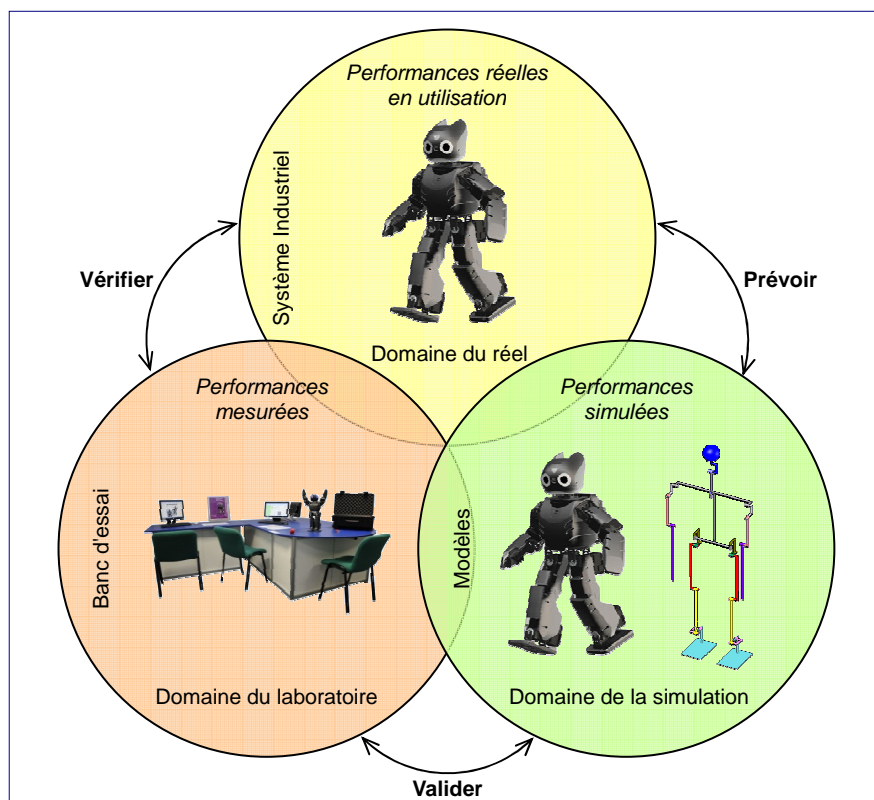 Performances réelles
en utilisation
Système Industriel
Domaine du réel
Vérifier
Prévoir
Performances
mesurées
Banc d'essai
Domaine du laboratoire
Performances
simulées
Modèles
Domaine de la simulation
Valider